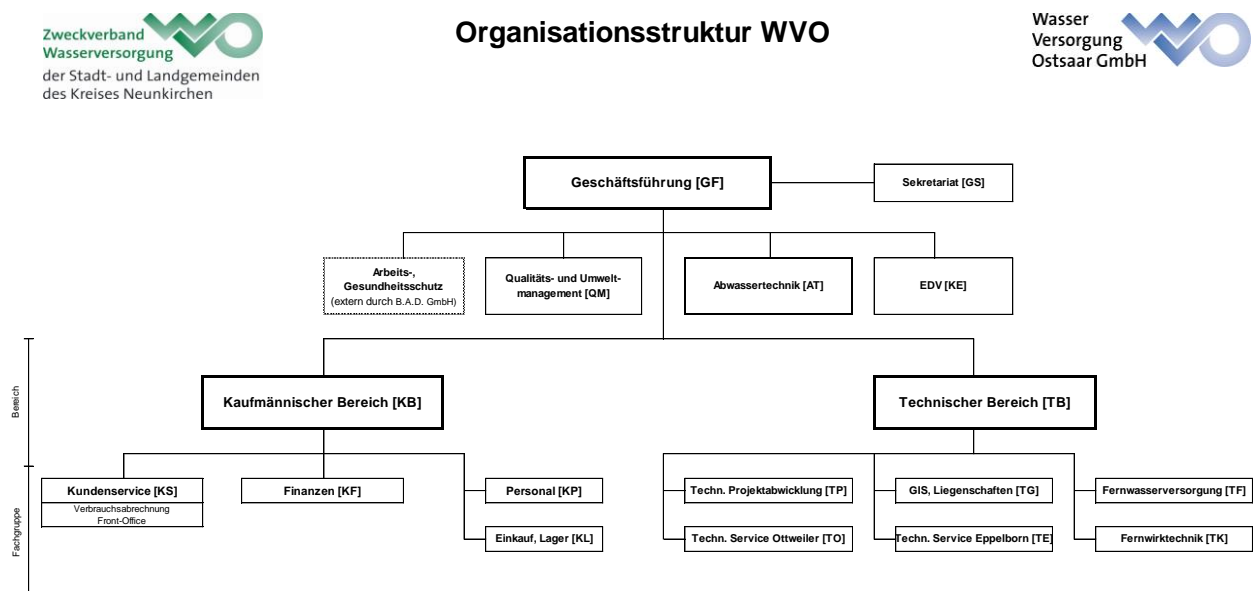 Zweckverband
Wasserversorgung
der Stadt- und Landgemeinden
des Kreises Neunkirchen
Organisationsstruktur WVO
Wasser
Versorgung
Ostsaar GmbH
Geschäftsführung [GF]
Sekretariat [GS]
Arbeits-,
Gesundheitsschutz
(extern durch B.A.D. GmbH)
Qualitäts- und Umwelt-
management [QM]
Abwassertechnik [AT]
EDV [KE]
Bereich
Kaufmännischer Bereich [KB]
Technischer Bereich [TB]
Fachgruppe
Kundenservice [KS]
Verbrauchsabrechnung
Front-Office
Finanzen [KF]
Personal [KP]
Einkauf, Lager [KL]
Techn. Projektabwicklung [TP]
GIS, Liegenschaften [TG]
Fernwasserversorgung [TF]
Techn. Service Ottweiler [TO]
Techn. Service Eppelborn [TE]
Fernwirktechnik [TK]